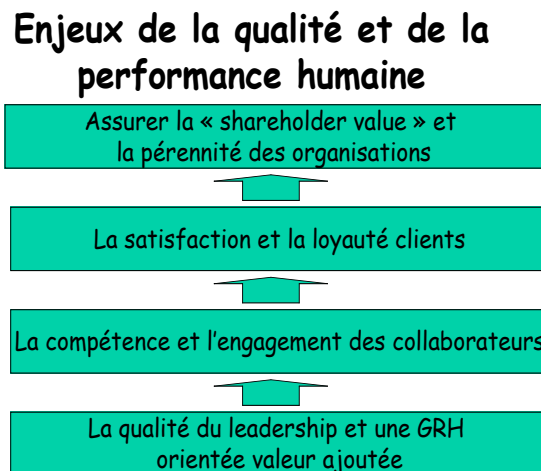 Enjeux de la qualité et de la
performance humaine
Assurer la « shareholder value » et
la pérennité des organisations
La satisfaction et la loyauté clients
La compétence et l'engagement des collaborateurs
La qualité du leadership et une GRH
orientée valeur ajoutée